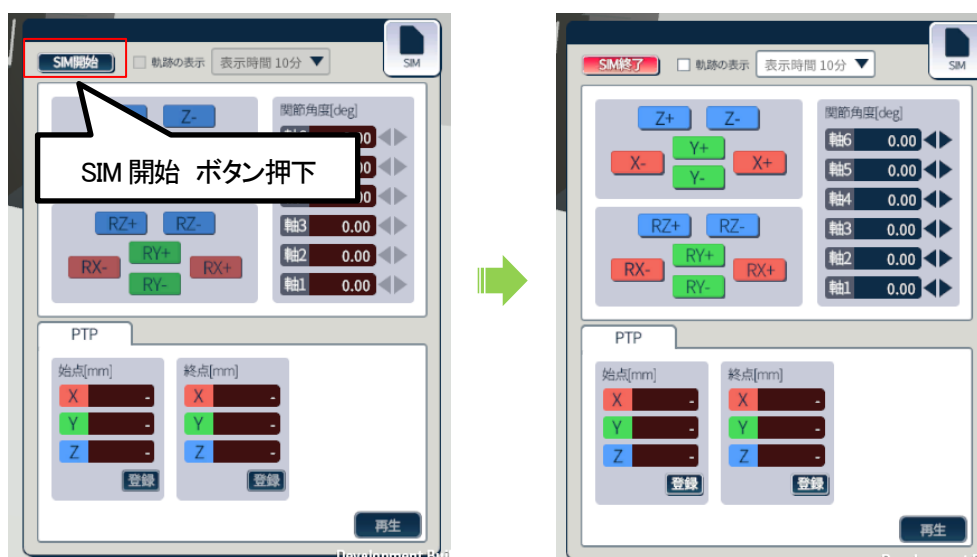 SIM開始
軌跡の表示
表示時間 10分
SIM
Z-
関節角度[deg]
SIM 開始 ボタン押下
RZ+ RZ-
RY+
RX- RX+
RY-
軸3 0.00
軸2 0.00
軸1 0.00
PTP
始点[mm] 終点[mm]
X - X -
Y - Y -
Z - Z -
登録 登録
再生
SIM終了
軌跡の表示
表示時間 10分
SIM
Z+ Z-
Y+
X- X+
Y-
関節角度[deg]
軸6 0.00
軸5 0.00
軸4 0.00
RZ+ RZ-
RY+
RX- RX+
RY-
軸3 0.00
軸2 0.00
軸1 0.00
PTP
始点[mm] 終点[mm]
X - X -
Y - Y -
Z - Z -
登録 登録
再生